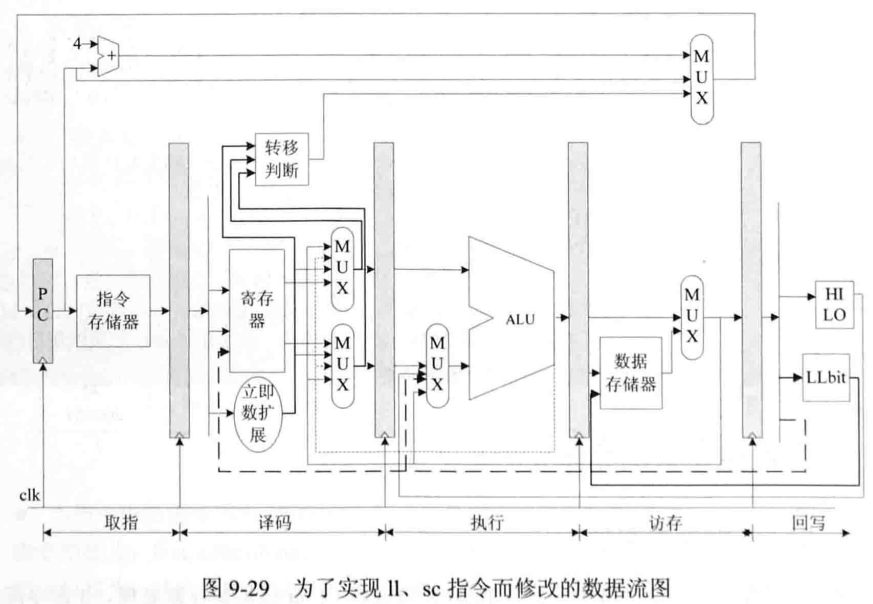 4
+
M
U
X
转移
判断
P
C
指令
存储器
寄存
器
立即
数扩
展
M
U
X
M
U
X
M
U
X
ALU
数据
存储器
M
U
X
HI
LO
LLbit
clk
取指
译码
执行
访存
回写
图 9-29 为了实现 ll、sc 指令而修改的数据流图